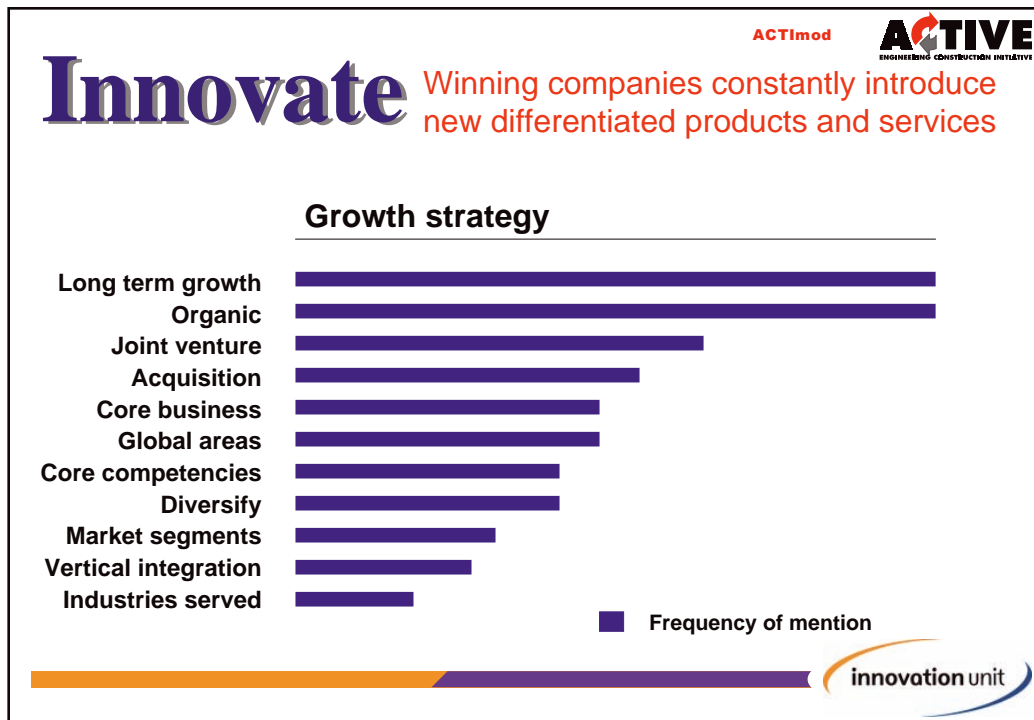 ACTImod
ACTIVE
ENGINEERING CONSTRUCTION INITIATIVE
Innovate
Winning companies constantly introduce
new differentiated products and services
Growth strategy
Long term growth
Organic
Joint venture
Acquisition
Core business
Global areas
Core competencies
Diversify
Market segments
Vertical integration
Industries served
Frequency of mention
innovation unit